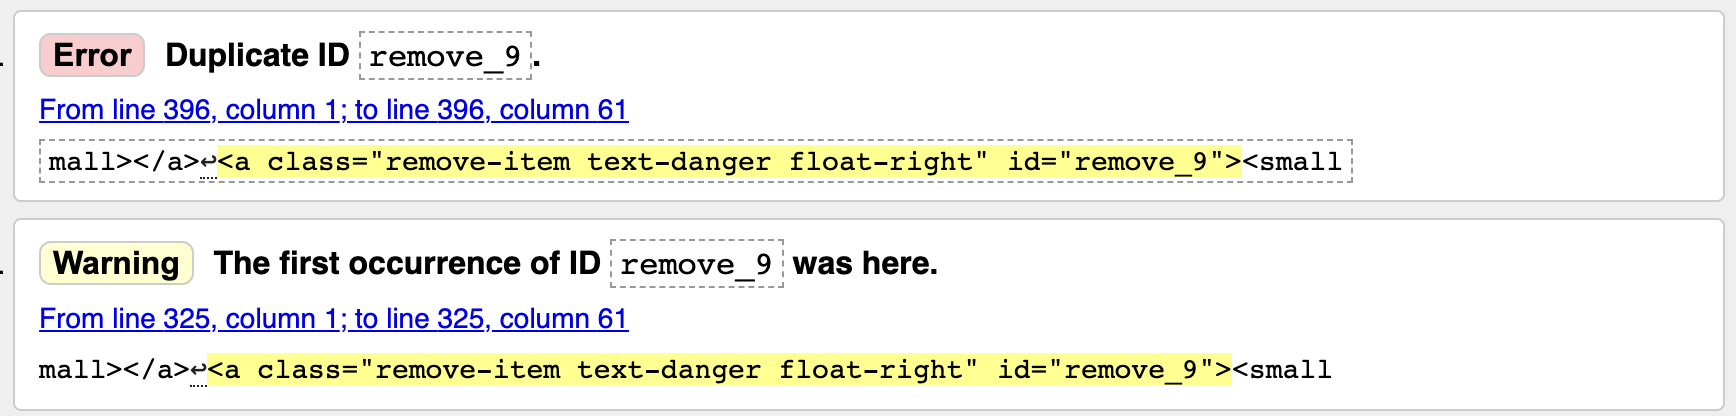 Error Duplicate ID remove_9.
From line 396, column 1; to line 396, column 61
mall></a>↩<a class="remove-item text-danger float-right" id="remove_9"><small
Warning The first occurrence of ID remove_9 was here.
From line 325, column 1; to line 325, column 61
mall></a>↩<a class="remove-item text-danger float-right" id="remove_9"><small